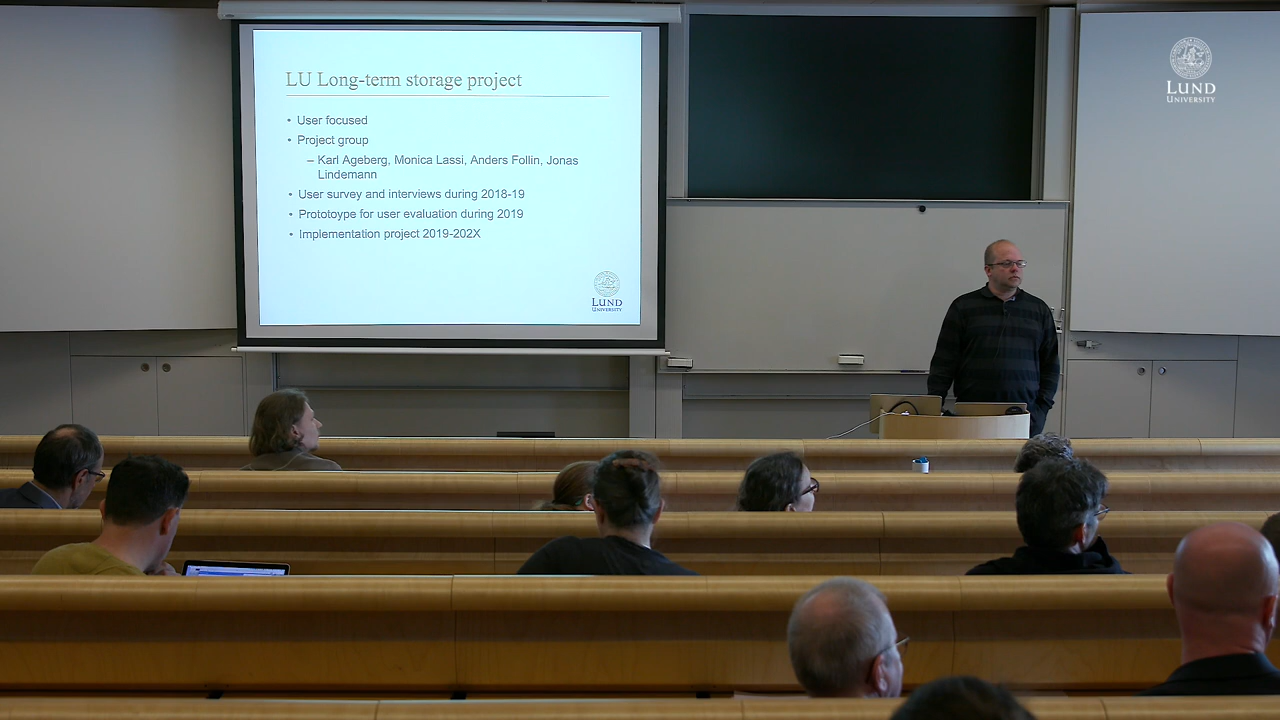 LU Long-term storage project
• User focused
• Project group
– Karl Ageberg, Monica Lassi, Anders Follin, Jonas
Lindemann
• User survey and interviews during 2018-19
• Prototoype for user evaluation during 2019
• Implementation project 2019-202X
LUND
UNIVERSITY
LUND
UNIVERSITY